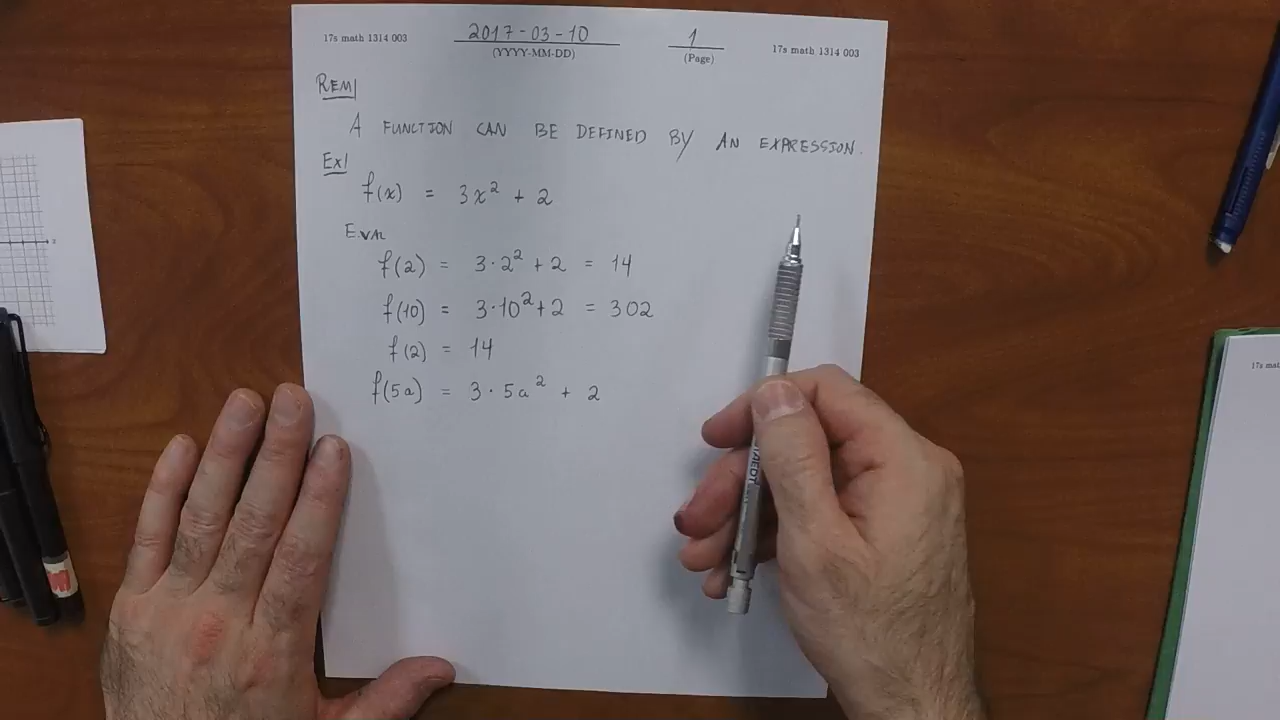 17s math 1314 003 2017-03-10 1 17s math 1314 003
(YYYY-MM-DD) (Page)
REM
A FUNCTION CAN BE DEFINED BY AN EXPRESSION.
EX
f(x) = 3x² + 2
EVAL
f(2) = 3·2² + 2 = 14
f(10) = 3·10² + 2 = 302
f(2) = 14
f(5a) = 3·5a² + 2
17s ma